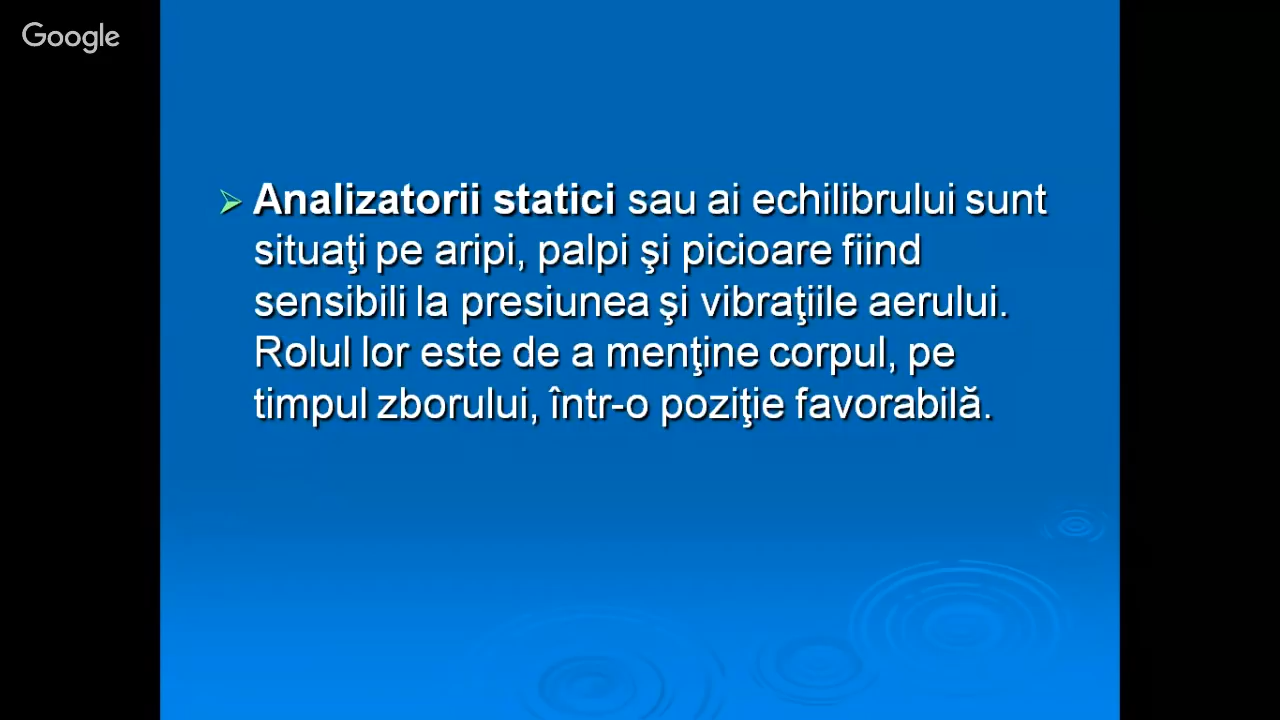 Google
Analizatorii statici sau ai echilibrului sunt
situaţi pe aripi, palpi şi picioare fiind
sensibili la presiunea şi vibraţiile aerului.
Rolul lor este de a menţine corpul, pe
timpul zborului, într-o poziţie favorabilă.